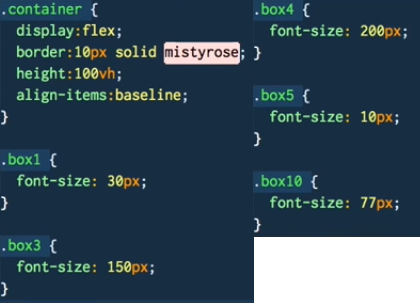 .container {
  display:flex;
  border:10px solid mistyrose;
  height:100vh;
  align-items:baseline;
}

.box1 {
  font-size: 30px;
}

.box3 {
  font-size: 150px;
}

.box4 {
  font-size: 200px;
}

.box5 {
  font-size: 10px;
}

.box10 {
  font-size: 77px;
}